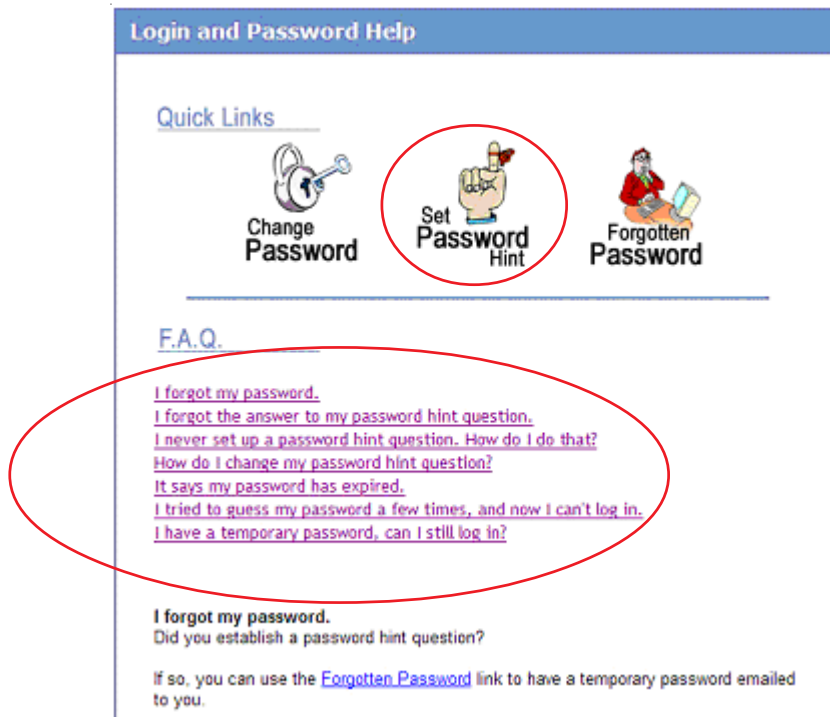 Login and Password Help
Quick Links
Change
Password
Set
Password
Hint
Forgotten
Password
F.A.Q.
I forgot my password.
I forgot the answer to my password hint question.
I never set up a password hint question. How do I do that?
How do I change my password hint question?
It says my password has expired.
I tried to guess my password a few times, and now I can't log in.
I have a temporary password, can I still log in?
I forgot my password.
Did you establish a password hint question?
If so, you can use the Forgotten Password link to have a temporary password emailed
to you.